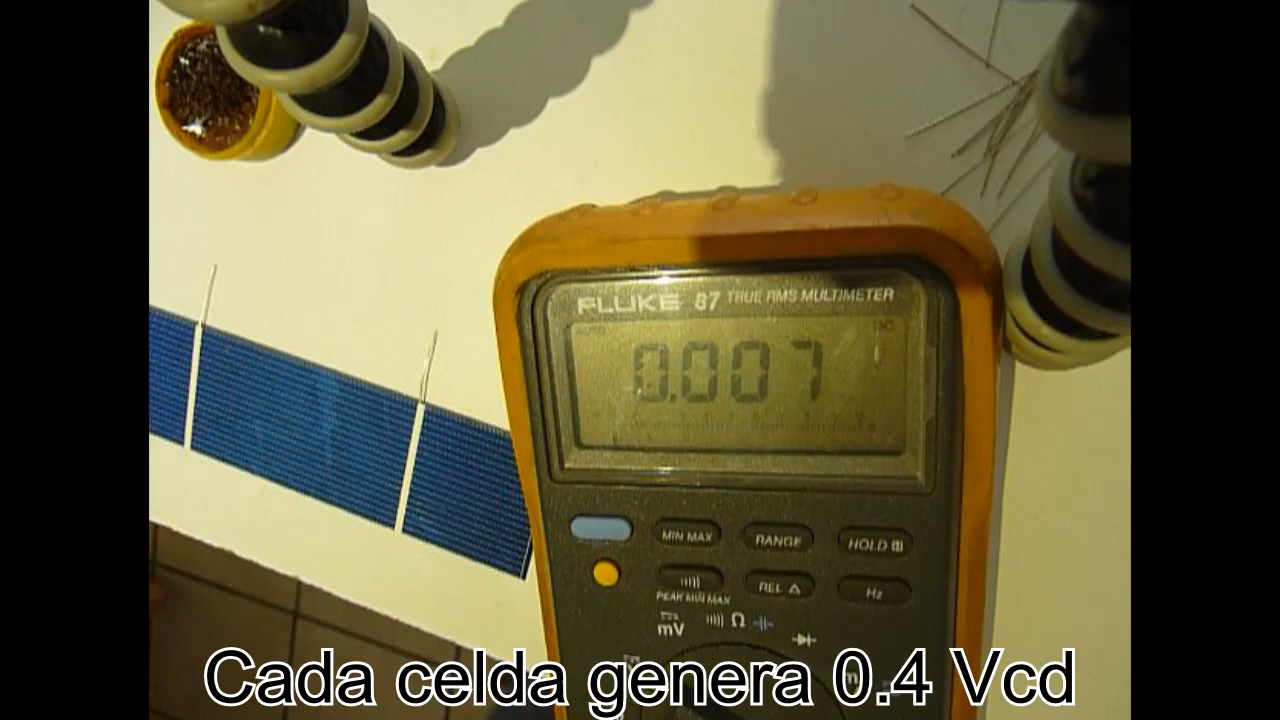 FLUKE 87 TRUE RMS MULTIMETER
0.007
MIN MAX RANGE HOLD
REL Δ Hz
PEAK MIN MAX
mV Ω
Cada celda genera 0.4 Vcd